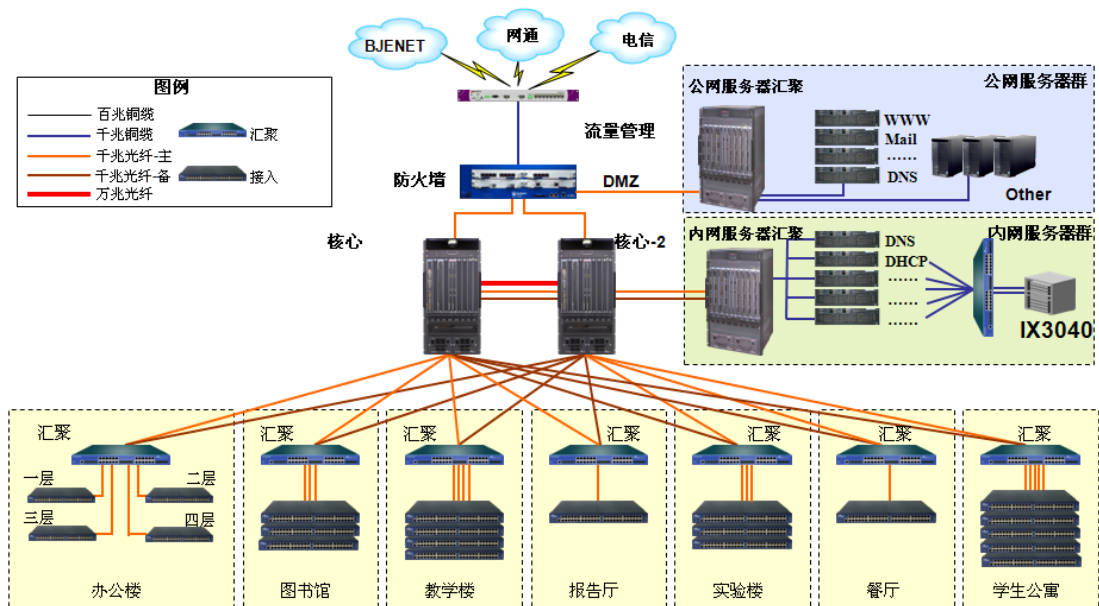 BJENET
网通
电信
图例
百兆铜缆
千兆铜缆
汇聚
千兆光纤-主
千兆光纤-备
接入
万兆光纤
流量管理
防火墙
DMZ
公网服务器汇聚
公网服务器群
WWW
Mail
……
DNS
Other
核心
核心-2
内网服务器汇聚
内网服务器群
DNS
DHCP
……
……
……
IX3040
汇聚
一层
二层
三层
四层
办公楼
汇聚
图书馆
汇聚
教学楼
汇聚
报告厅
汇聚
实验楼
汇聚
餐厅
汇聚
学生公寓